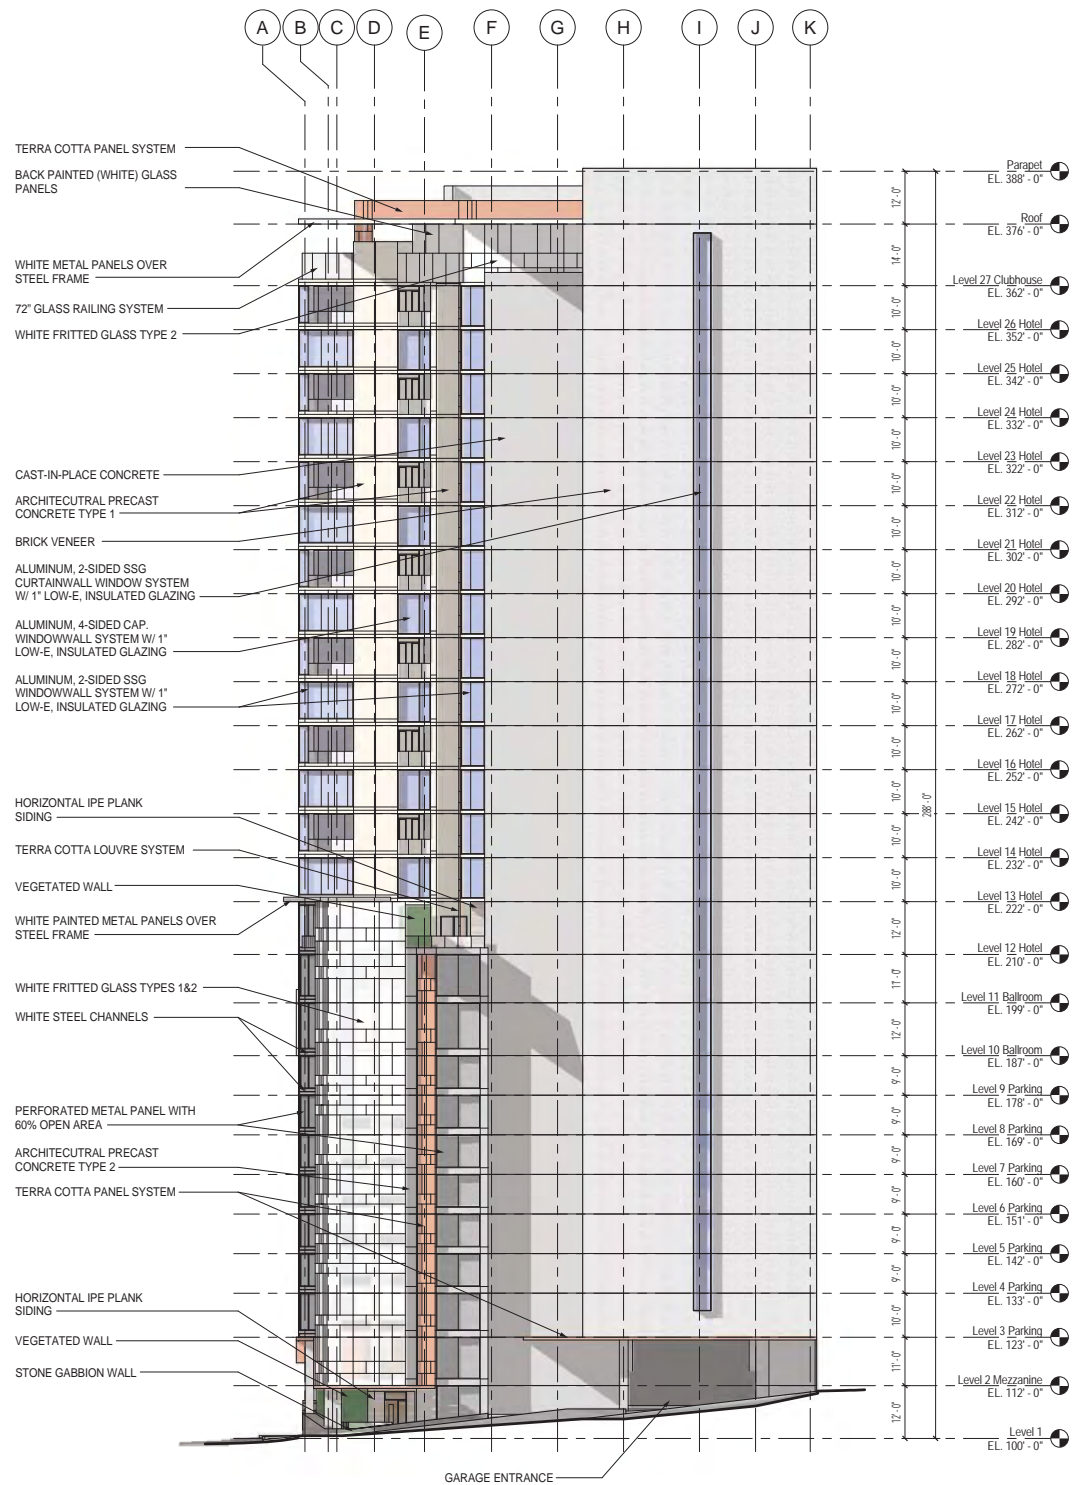 A B C D E F G H I J K
TERRA COTTA PANEL SYSTEM
BACK PAINTED (WHITE) GLASS
PANELS
WHITE METAL PANELS OVER
STEEL FRAME
72" GLASS RAILING SYSTEM
WHITE FRITTED GLASS TYPE 2
CAST-IN-PLACE CONCRETE
ARCHITECUTRAL PRECAST
CONCRETE TYPE 1
BRICK VENEER
ALUMINUM, 2-SIDED SSG
CURTAINWALL WINDOW SYSTEM
W/ 1" LOW-E, INSULATED GLAZING
ALUMINUM, 4-SIDED CAP.
WINDOWWALL SYSTEM W/ 1"
LOW-E, INSULATED GLAZING
ALUMINUM, 2-SIDED SSG
WINDOWWALL SYSTEM W/ 1"
LOW-E, INSULATED GLAZING
HORIZONTAL IPE PLANK
SIDING
TERRA COTTA LOUVRE SYSTEM
VEGETATED WALL
WHITE PAINTED METAL PANELS OVER
STEEL FRAME
WHITE FRITTED GLASS TYPES 1&2
WHITE STEEL CHANNELS
PERFORATED METAL PANEL WITH
60% OPEN AREA
ARCHITECUTRAL PRECAST
CONCRETE TYPE 2
TERRA COTTA PANEL SYSTEM
HORIZONTAL IPE PLANK
SIDING
VEGETATED WALL
STONE GABBION WALL
GARAGE ENTRANCE
12'-0"
14'-0"
10'-0"
10'-0"
10'-0"
10'-0"
10'-0"
10'-0"
10'-0"
10'-0"
10'-0"
10'-0"
10'-0"
10'-0"
10'-0"
10'-0"
12'-0"
11'-0"
12'-0"
9'-0"
9'-0"
9'-0"
9'-0"
9'-0"
9'-0"
10'-0"
11'-0"
12'-0"
288'-0"
Parapet
EL. 388' - 0"
Roof
EL. 376' - 0"
Level 27 Clubhouse
EL. 362' - 0"
Level 26 Hotel
EL. 352' - 0"
Level 25 Hotel
EL. 342' - 0"
Level 24 Hotel
EL. 332' - 0"
Level 23 Hotel
EL. 322' - 0"
Level 22 Hotel
EL. 312' - 0"
Level 21 Hotel
EL. 302' - 0"
Level 20 Hotel
EL. 292' - 0"
Level 19 Hotel
EL. 282' - 0"
Level 18 Hotel
EL. 272' - 0"
Level 17 Hotel
EL. 262' - 0"
Level 16 Hotel
EL. 252' - 0"
Level 15 Hotel
EL. 242' - 0"
Level 14 Hotel
EL. 232' - 0"
Level 13 Hotel
EL. 222' - 0"
Level 12 Hotel
EL. 210' - 0"
Level 11 Ballroom
EL. 199' - 0"
Level 10 Ballroom
EL. 187' - 0"
Level 9 Parking
EL. 178' - 0"
Level 8 Parking
EL. 169' - 0"
Level 7 Parking
EL. 160' - 0"
Level 6 Parking
EL. 151' - 0"
Level 5 Parking
EL. 142' - 0"
Level 4 Parking
EL. 133' - 0"
Level 3 Parking
EL. 123' - 0"
Level 2 Mezzanine
EL. 112' - 0"
Level 1
EL. 100' - 0"